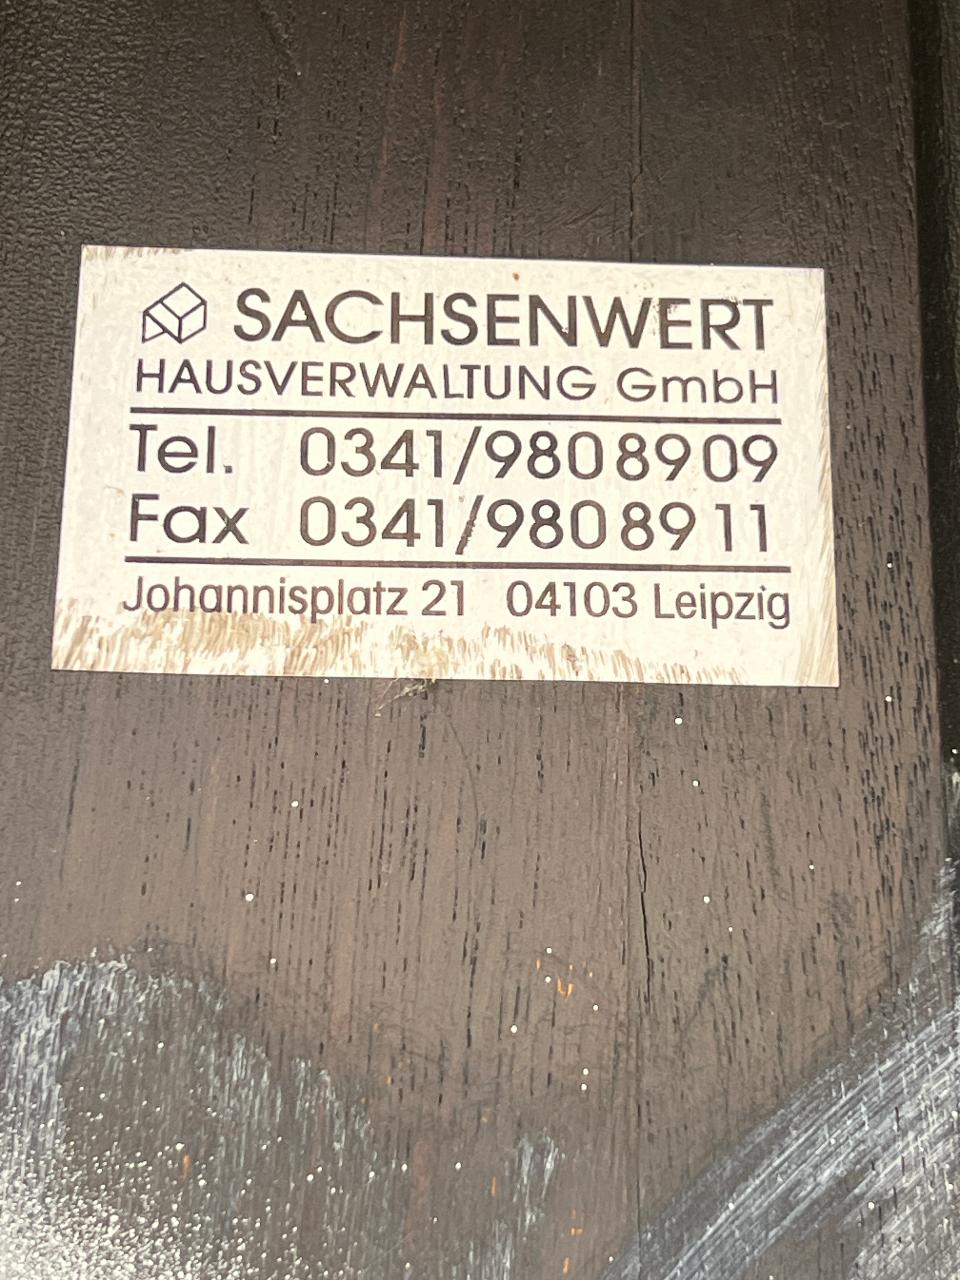 SACHSENWERT
HAUSVERWALTUNG GmbH
Tel. 0341/980 89 09
Fax 0341/980 89 11
Johannisplatz 21 04103 Leipzig